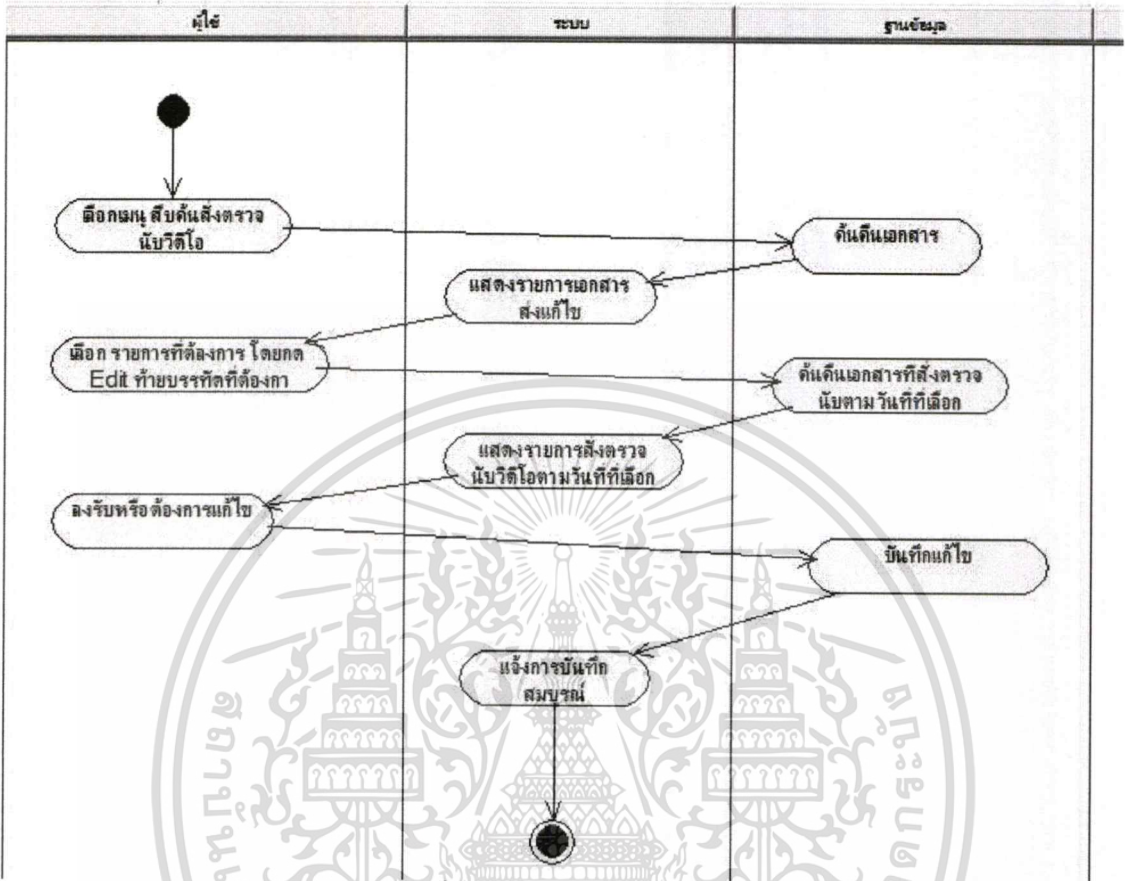 ผู้ใช้
ระบบ
ฐานข้อมูล
เลือกเมนู สืบค้นสั่งตรวจ
นับวีดีโอ
ค้นคืนเอกสาร
แสดงรายการเอกสาร
ส่งแก้ไข
เลือก รายการที่ต้องการ โดยกด
Edit ท้ายบรรทัดที่ต้องกา
ค้นคืนเอกสารที่สั่งตรวจ
นับตามวันที่ที่เลือก
แสดงรายการสั่งตรวจ
นับวีดีโอตามวันที่ที่เลือก
ลงรับหรือต้องการแก้ไข
บันทึกแก้ไข
แจ้งการบันทึก
สมบูรณ์